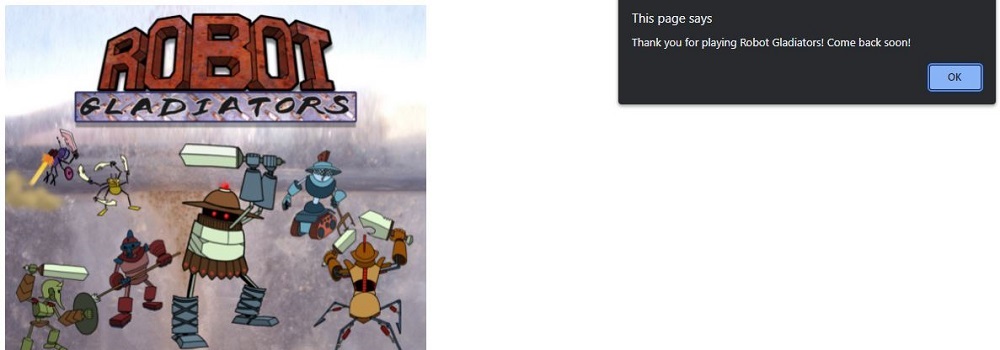 ROBOT
GLADIATORS
This page says
Thank you for playing Robot Gladiators! Come back soon!
OK